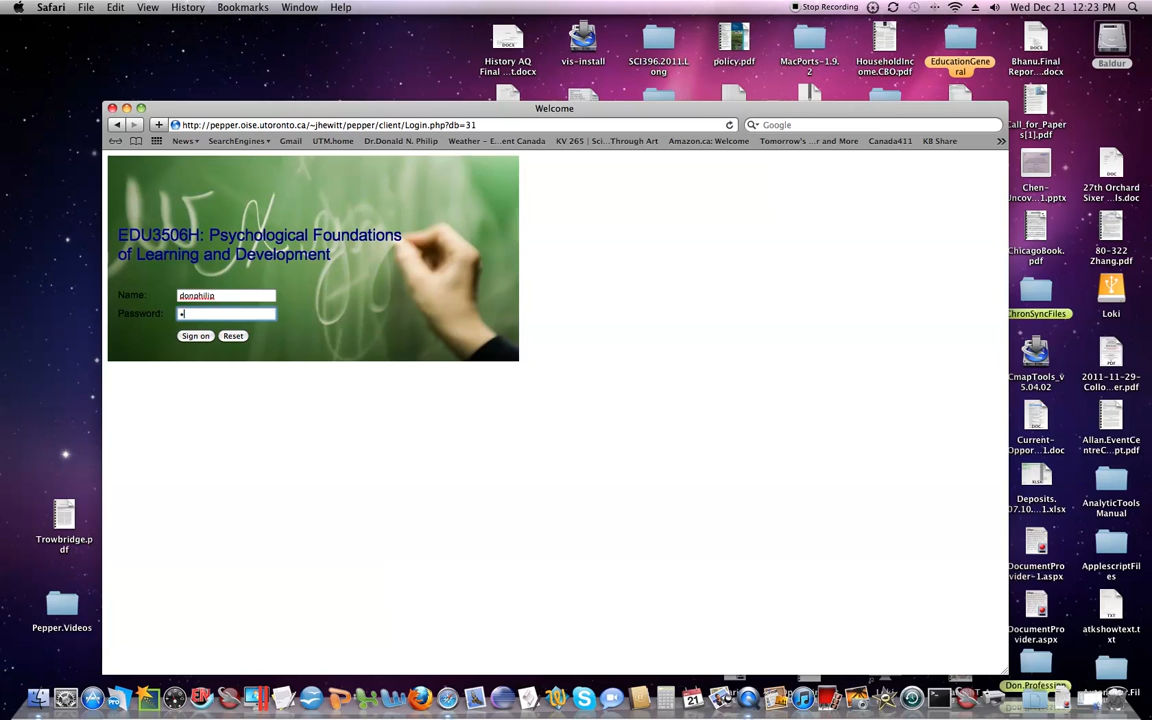 Safari File Edit View History Bookmarks Window Help Stop Recording Wed Dec 21 12:23 PM
History AQ
Final ...t.docx
vis-install
SCI396.2011.L
ong
policy.pdf
MacPorts-1.9.
2
HouseholdInc
ome.CBO.pdf
EducationGene
ral
Bhanu.Final
Repor...docx
Baldur
Welcome
http://pepper.oise.utoronto.ca/~jhewitt/pepper/client/Login.php?db=31
Google
News SearchEngines Gmail UTM.home Dr.Donald N. Philip Weather – E...ent Canada KV 265 | Sci...Through Art Amazon.ca: Welcome Tomorrow's...r and More Canada411 KB Share
EDU3506H: Psychological Foundations
of Learning and Development
Name: donphilip
Password:
Sign on Reset
Call_for_Paper
s[1].pdf
Chen-
Uncov...1.pptx
27th Orchard
Sixer ...ls.doc
ChicagoBook.
pdf
80-322
Zhang.pdf
ChronSyncFiles
Loki
CmapTools_v
5.04.02
2011-11-29-
Collo...er.pdf
Current-
Oppor...1.doc
Allan.EventCe
ntreC...pt.pdf
Deposits.
07.10....1.xlsx
AnalyticTools
Manual
DocumentPro
vider-1.aspx
ApplescriptFil
es
DocumentPro
vider.aspx
atkshowtext.t
xt
Trowbridge.p
df
Pepper.Videos